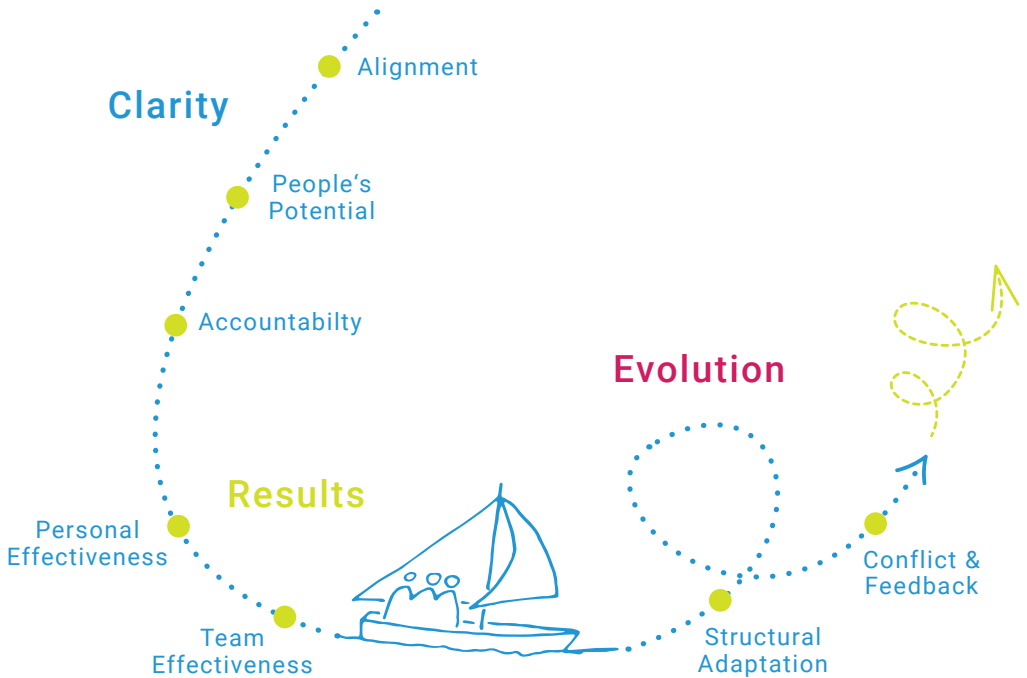 Alignment
Clarity
People‘s
Potential
Accountabilty
Evolution
Results
Personal
Effectiveness
Team
Effectiveness
Structural
Adaptation
Conflict &
Feedback